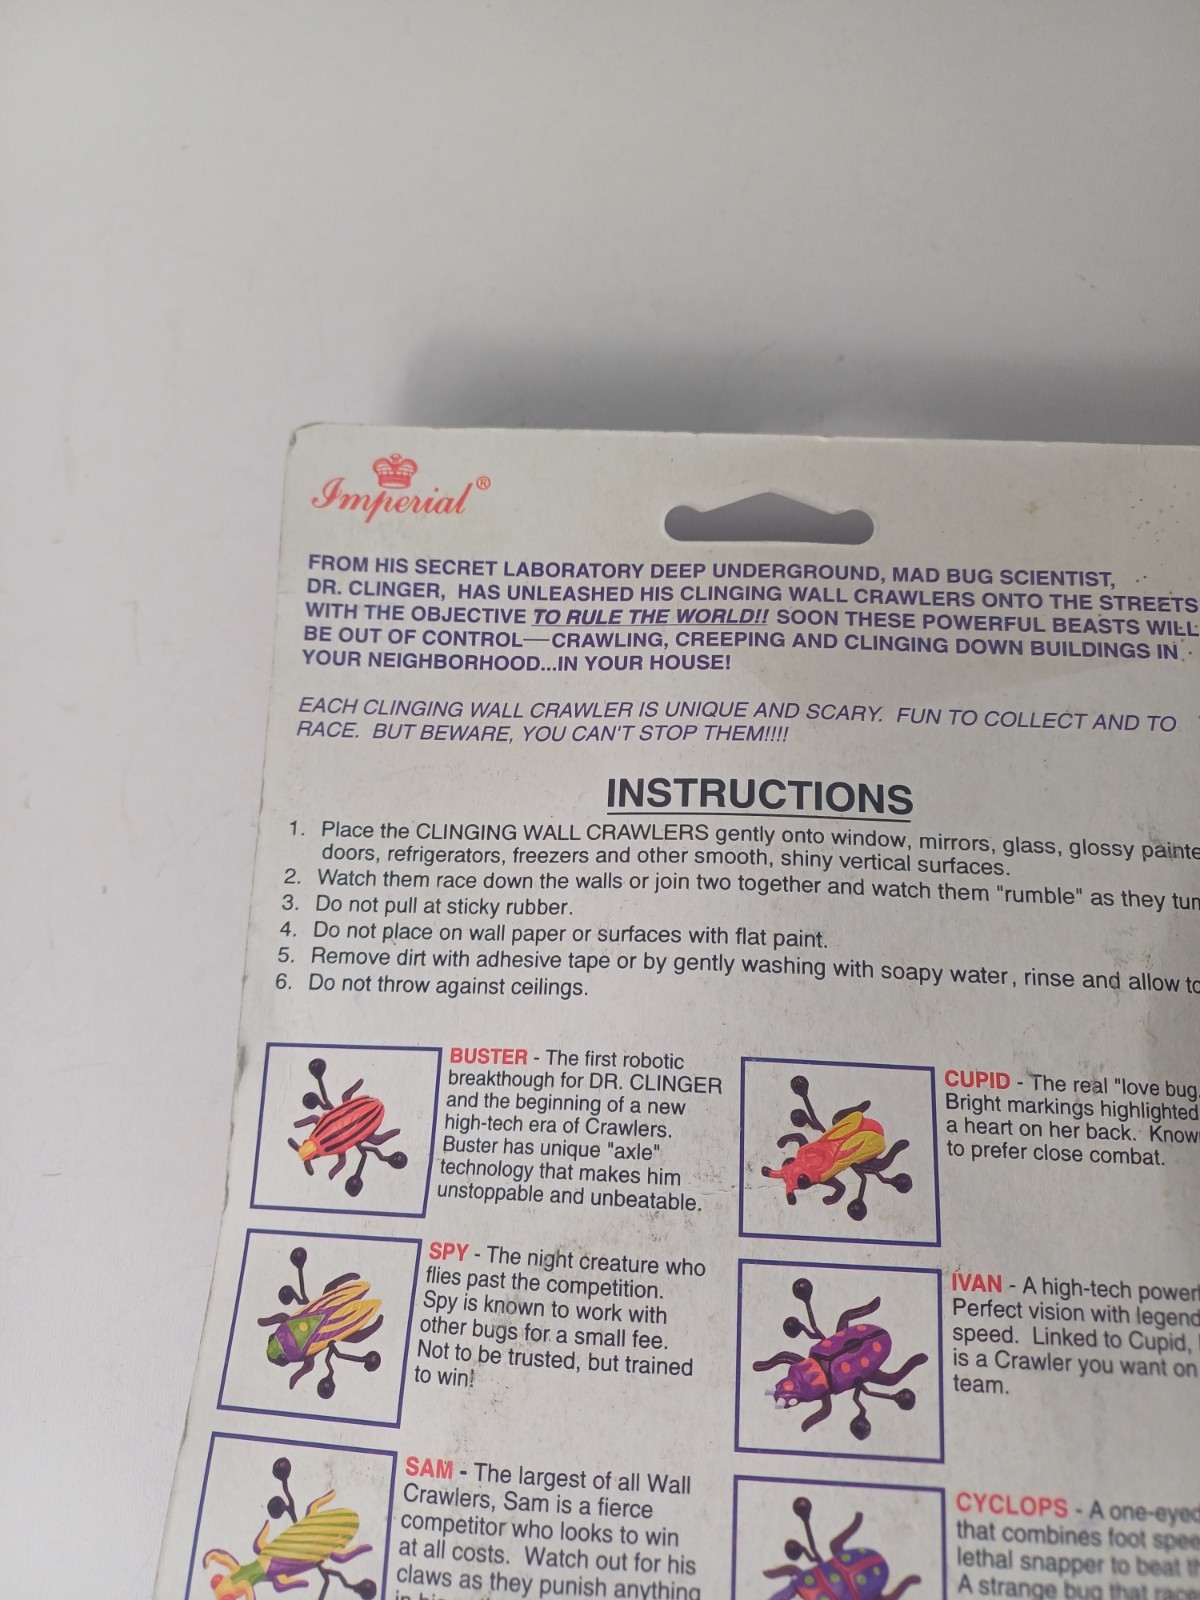 Imperial®
FROM HIS SECRET LABORATORY DEEP UNDERGROUND, MAD BUG SCIENTIST,
DR. CLINGER, HAS UNLEASHED HIS CLINGING WALL CRAWLERS ONTO THE STREETS
WITH THE OBJECTIVE TO RULE THE WORLD!! SOON THESE POWERFUL BEASTS WILL
BE OUT OF CONTROL—CRAWLING, CREEPING AND CLINGING DOWN BUILDINGS IN
YOUR NEIGHBORHOOD...IN YOUR HOUSE!
EACH CLINGING WALL CRAWLER IS UNIQUE AND SCARY. FUN TO COLLECT AND TO
RACE. BUT BEWARE, YOU CAN'T STOP THEM!!!!
INSTRUCTIONS
1. Place the CLINGING WALL CRAWLERS gently onto window, mirrors, glass, glossy painte
doors, refrigerators, freezers and other smooth, shiny vertical surfaces.
2. Watch them race down the walls or join two together and watch them "rumble" as they
3. Do not pull at sticky rubber.
4. Do not place on wall paper or surfaces with flat paint.
5. Remove dirt with adhesive tape or by gently washing with soapy water, rinse and allow to
6. Do not throw against ceilings.
BUSTER - The first robotic
breakthough for DR. CLINGER
and the beginning of a new
high-tech era of Crawlers.
Buster has unique "axle"
technology that makes him
unstoppable and unbeatable.
CUPID - The real "love bug.
Bright markings highlighted
a heart on her back. Know
to prefer close combat.
SPY - The night creature who
flies past the competition.
Spy is known to work with
other bugs for a small fee.
Not to be trusted, but trained
to win!
IVAN - A high-tech power
Perfect vision with legend
speed. Linked to Cupid,
is a Crawler you want on
team.
SAM - The largest of all Wall
Crawlers, Sam is a fierce
competitor who looks to win
at all costs. Watch out for his
claws as they punish anything
CYCLOPS - A one-eyed
that combines foot spee
lethal snapper to beat th
A strange bug that race